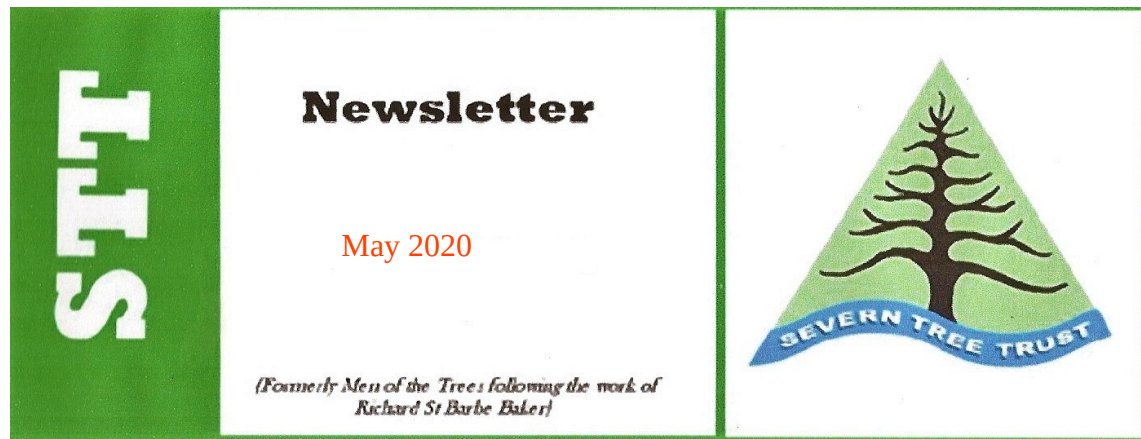 STT
Newsletter
May 2020
(Formerly Men of the Trees following the work of
Richard St Barbe Baker)
SEVERN TREE TRUST